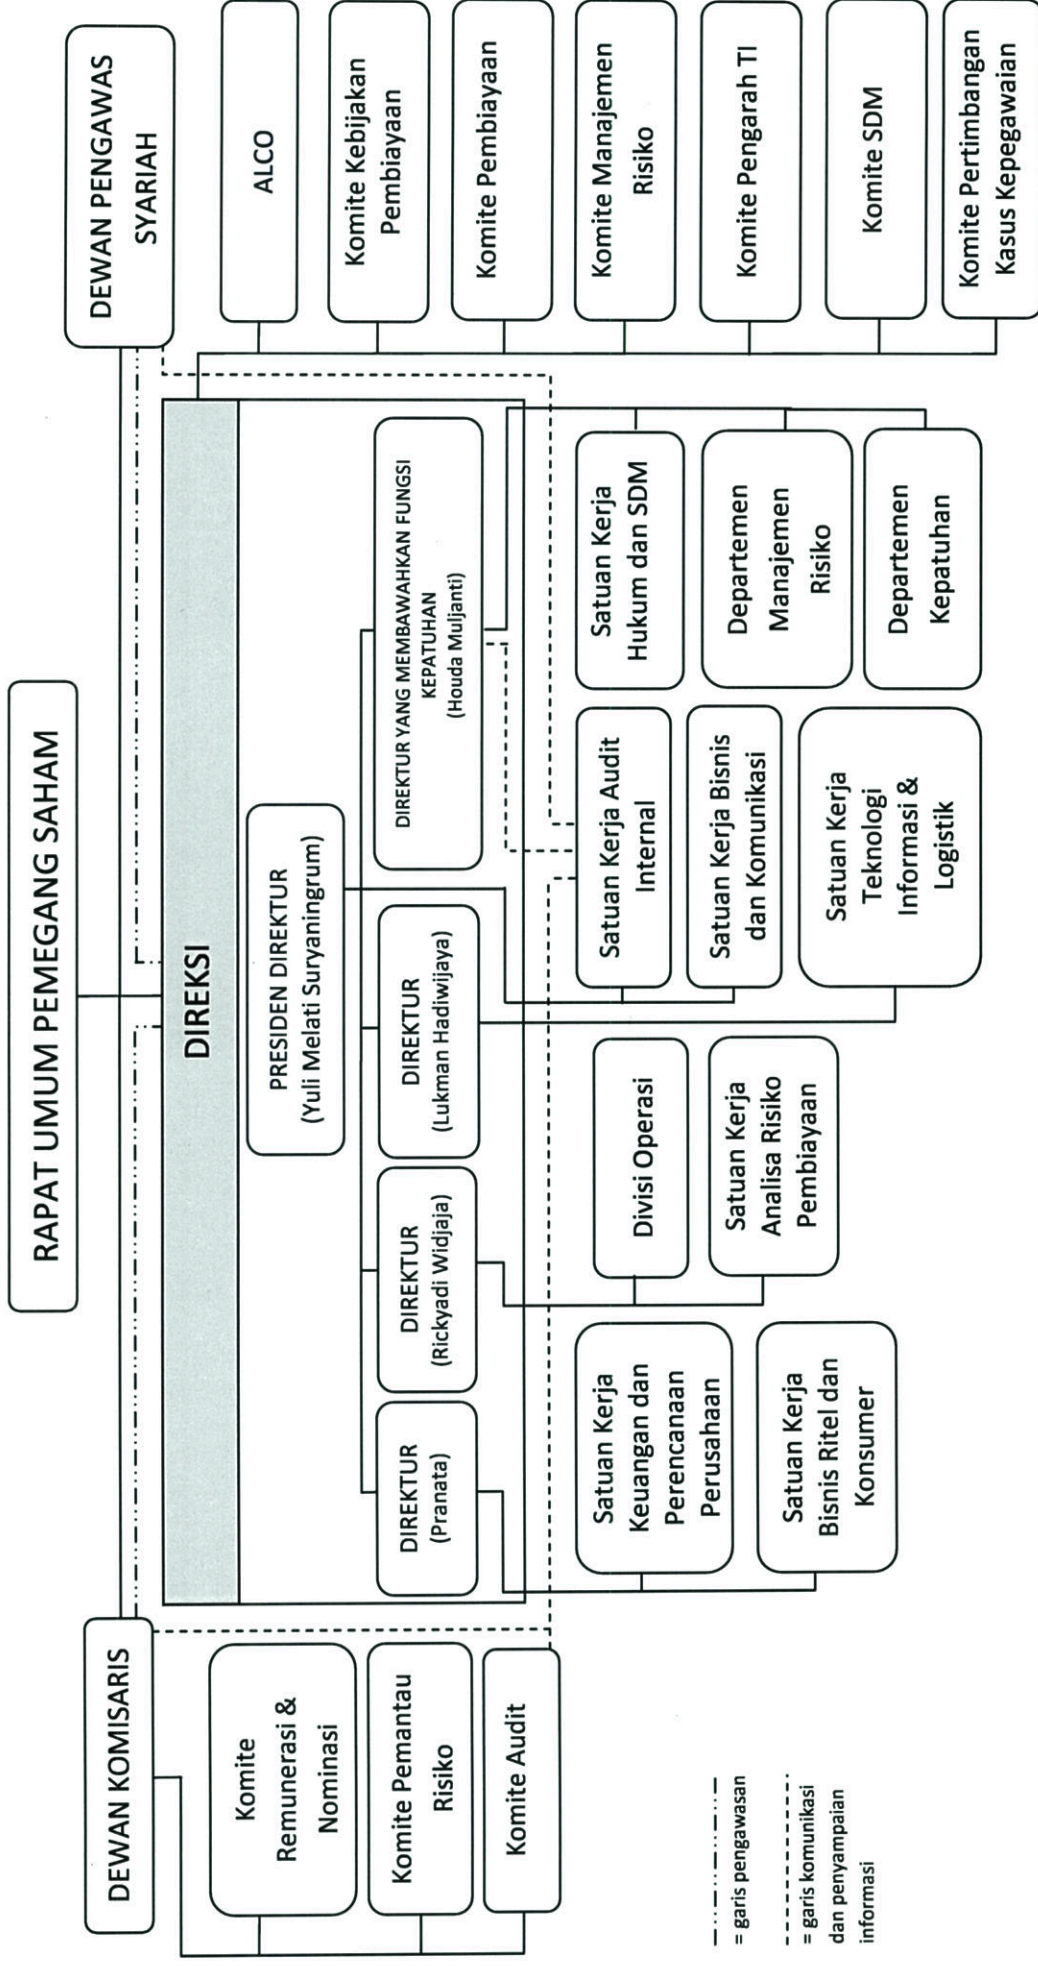 RAPAT UMUM PEMEGANG SAHAM
DEWAN KOMISARIS
DEWAN PENGAWAS
SYARIAH
DIREKSI
PRESIDEN DIREKTUR
(Yuli Melati Suryaningrum)
DIREKTUR
(Pranata)
DIREKTUR
(Rickyadi Widjaja)
DIREKTUR
(Lukman Hadiwijaya)
DIREKTUR YANG MEMBAWAHKAN FUNGSI
KEPATUHAN
(Houda Muljanti)
Komite
Remunerasi &
Nominasi
Komite Pemantau
Risiko
Komite Audit
Satuan Kerja
Keuangan dan
Perencanaan
Perusahaan
Satuan Kerja
Bisnis Ritel dan
Konsumer
Divisi Operasi
Satuan Kerja
Analisa Risiko
Pembiayaan
Satuan Kerja Audit
Internal
Satuan Kerja Bisnis
dan Komunikasi
Satuan Kerja
Teknologi
Informasi &
Logistik
Satuan Kerja
Hukum dan SDM
Departemen
Manajemen
Risiko
Departemen
Kepatuhan
ALCO
Komite Kebijakan
Pembiayaan
Komite Pembiayaan
Komite Manajemen
Risiko
Komite Pengarah TI
Komite SDM
Komite Pertimbangan
Kasus Kepegawaian
= garis pengawasan
= garis komunikasi
dan penyampaian
informasi